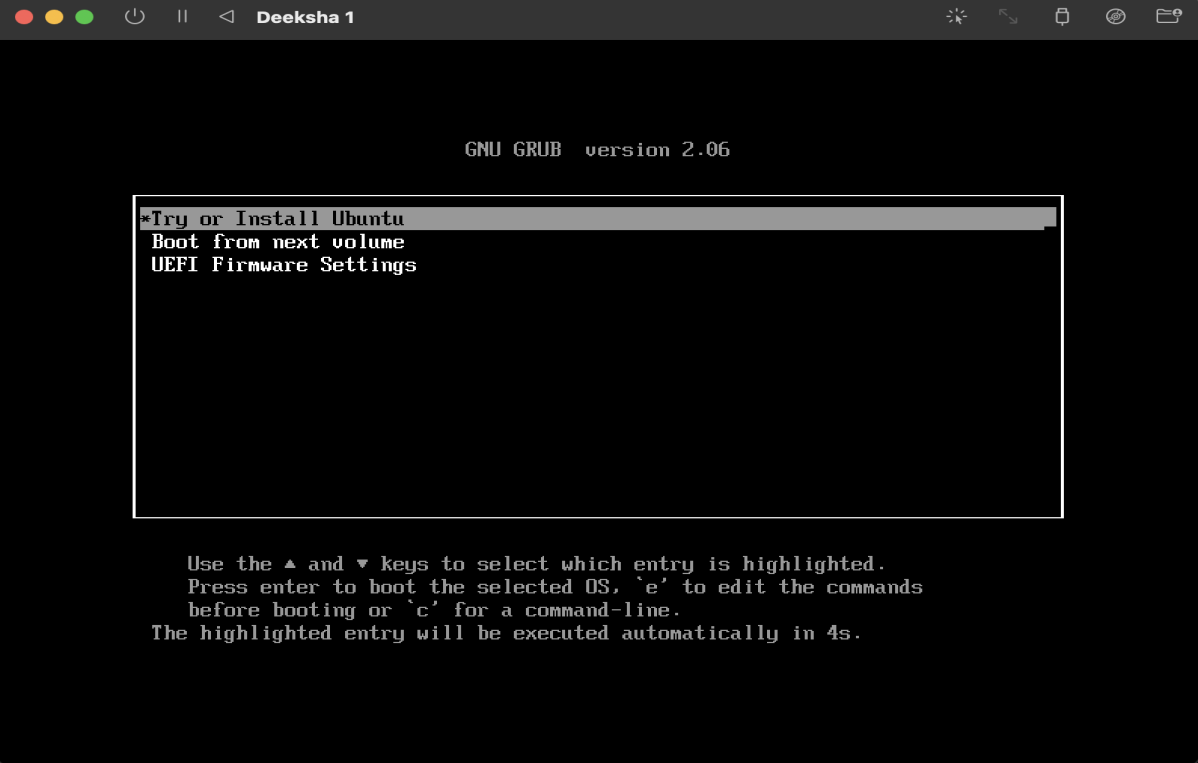 Deeksha 1
GNU GRUB version 2.06
*Try or Install Ubuntu
Boot from next volume
UEFI Firmware Settings
Use the ▲ and ▼ keys to select which entry is highlighted.
Press enter to boot the selected OS, `e' to edit the commands
before booting or `c' for a command-line.
The highlighted entry will be executed automatically in 4s.